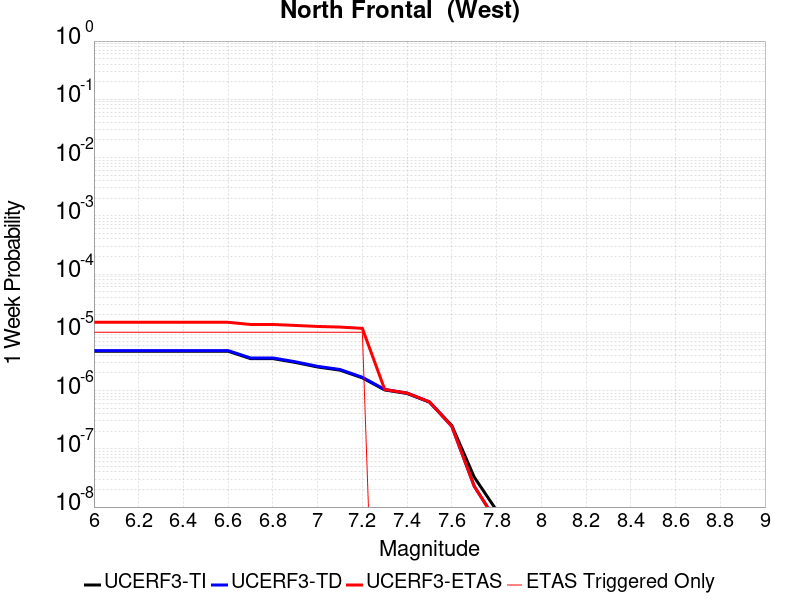 North Frontal  (West)
10^0
10^-1
10^-2
10^-3
10^-4
10^-5
10^-6
10^-7
10^-8
1 Week Probability
6 6.2 6.4 6.6 6.8 7 7.2 7.4 7.6 7.8 8 8.2 8.4 8.6 8.8 9
Magnitude
UCERF3-TI UCERF3-TD UCERF3-ETAS ETAS Triggered Only